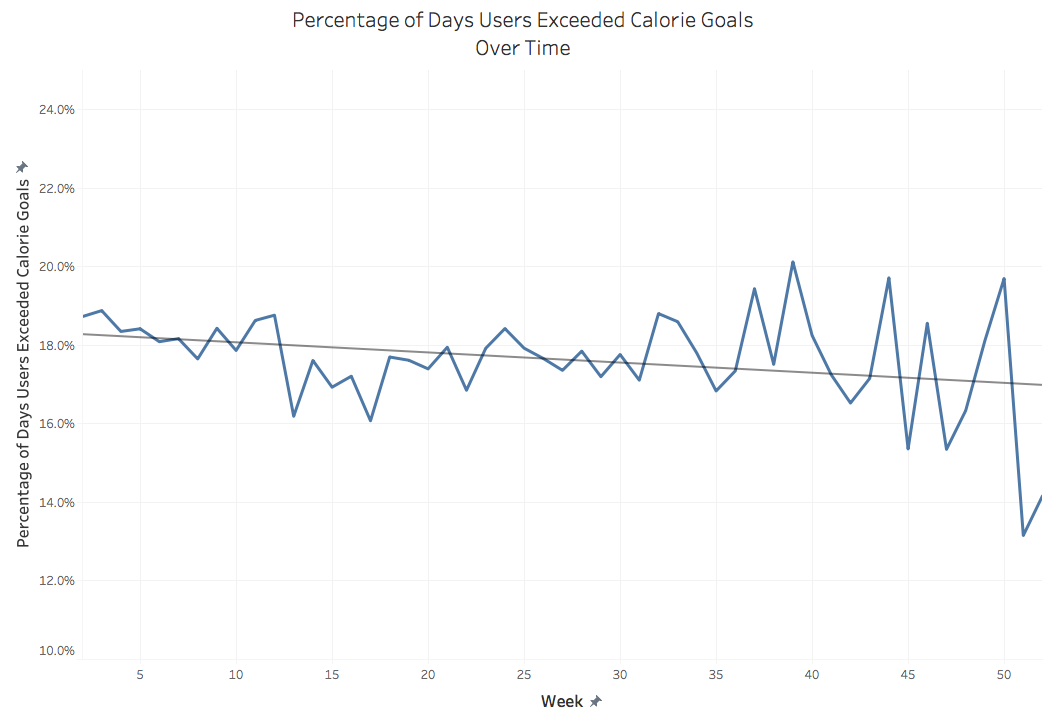 Percentage of Days Users Exceeded Calorie Goals
Over Time
Percentage of Days Users Exceeded Calorie Goals
24.0%
22.0%
20.0%
18.0%
16.0%
14.0%
12.0%
10.0%
5 10 15 20 25 30 35 40 45 50
Week